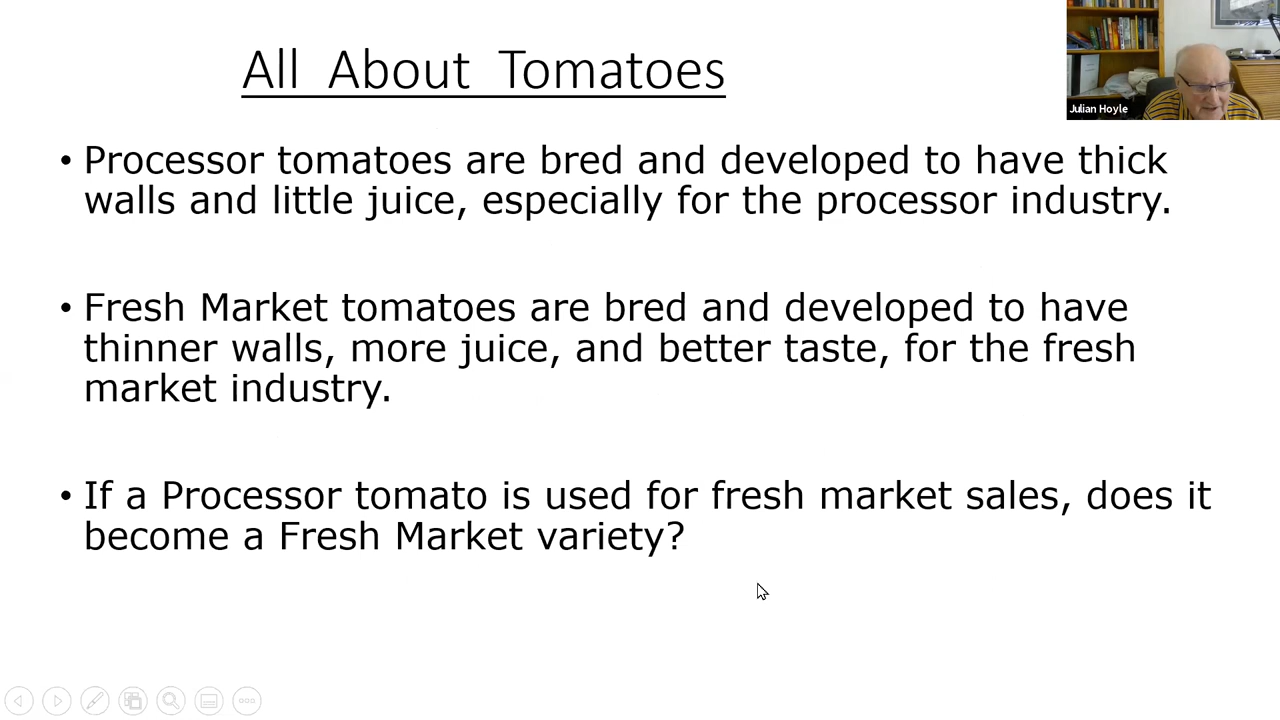 All About Tomatoes
Julian Hoyle
• Processor tomatoes are bred and developed to have thick
walls and little juice, especially for the processor industry.
• Fresh Market tomatoes are bred and developed to have
thinner walls, more juice, and better taste, for the fresh
market industry.
• If a Processor tomato is used for fresh market sales, does it
become a Fresh Market variety?